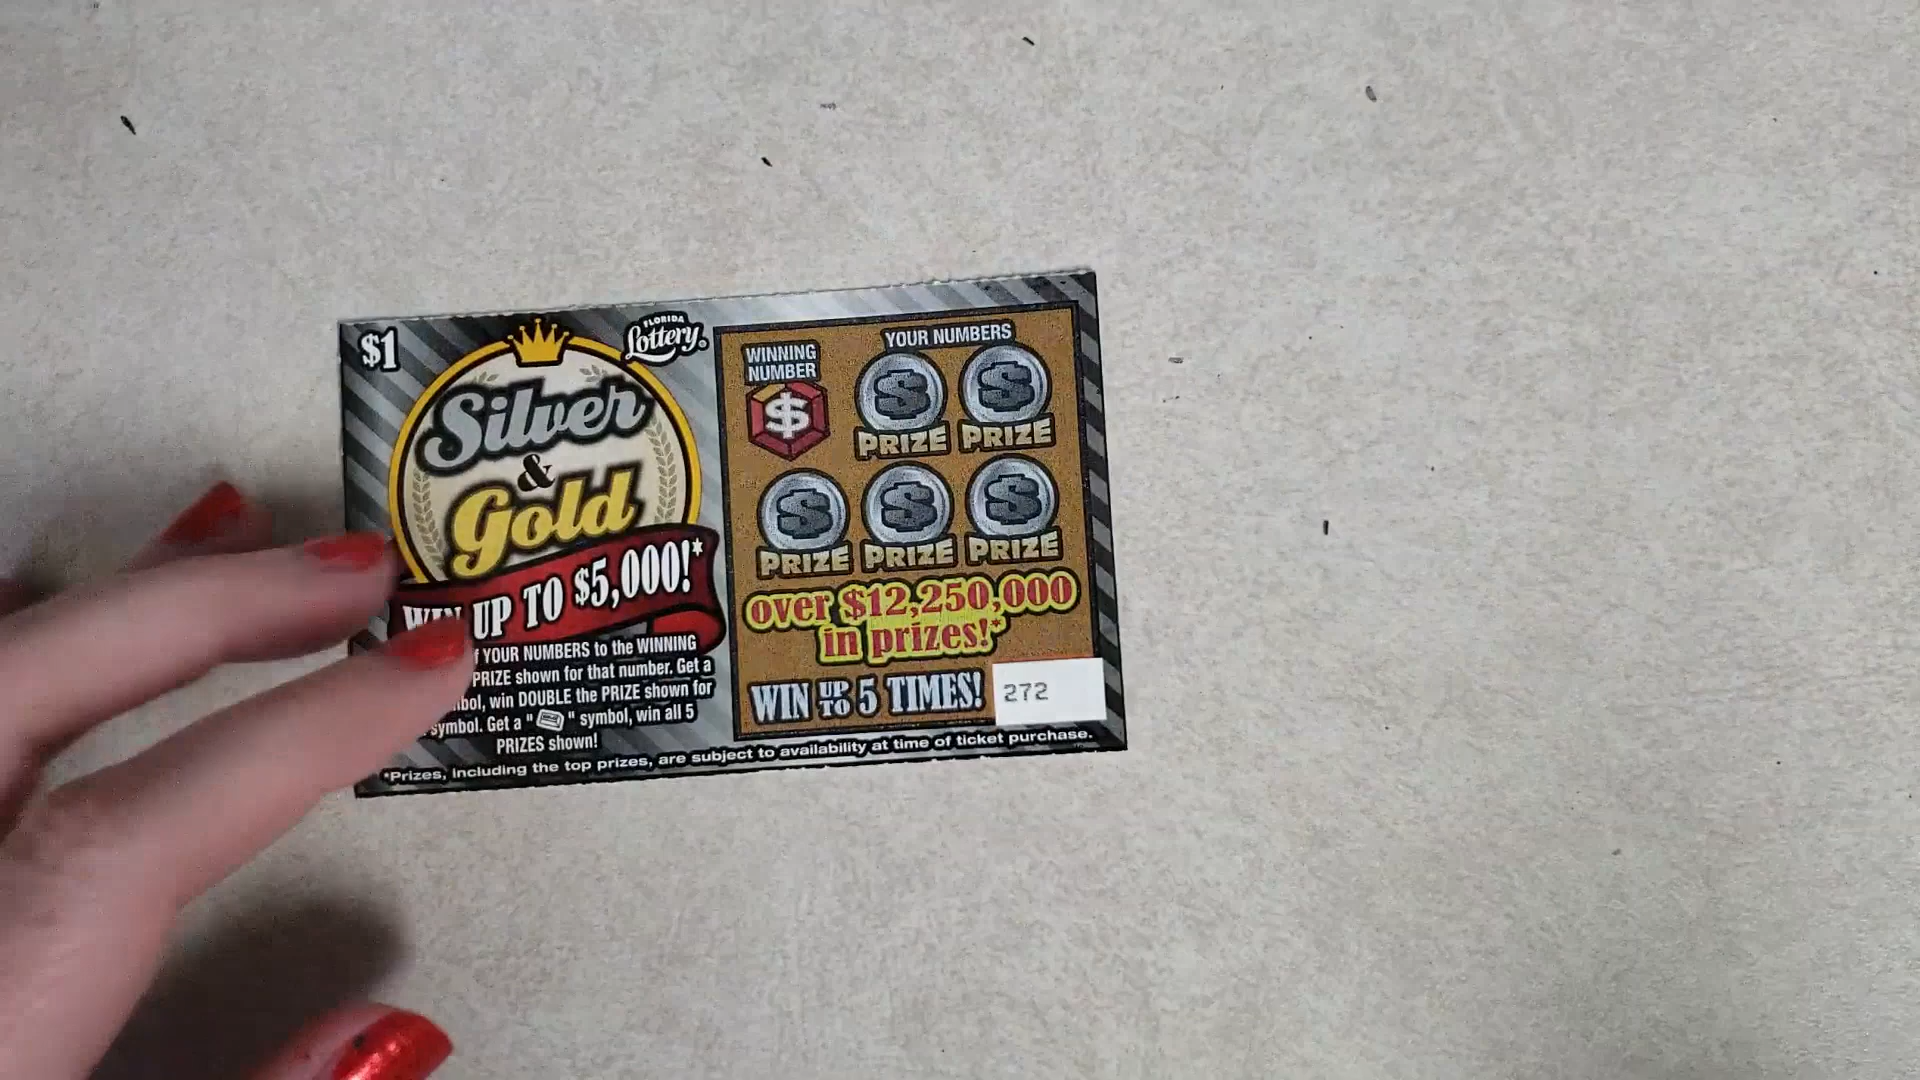 $1
FLORIDA
Lottery
Silver
&
Gold
UP TO $5,000!*
YOUR NUMBERS to the WINNING
PRIZE shown for that number. Get a
win DOUBLE the PRIZE shown for
symbol. Get a " " symbol, win all 5
PRIZES shown!
*Prizes, including the top prizes, are subject to availability at time of ticket purchase.
WINNING
NUMBER
$
YOUR NUMBERS
$ $
PRIZE PRIZE
$ $ $
PRIZE PRIZE PRIZE
over $12,250,000
in prizes!*
WIN UP TO 5 TIMES!
272